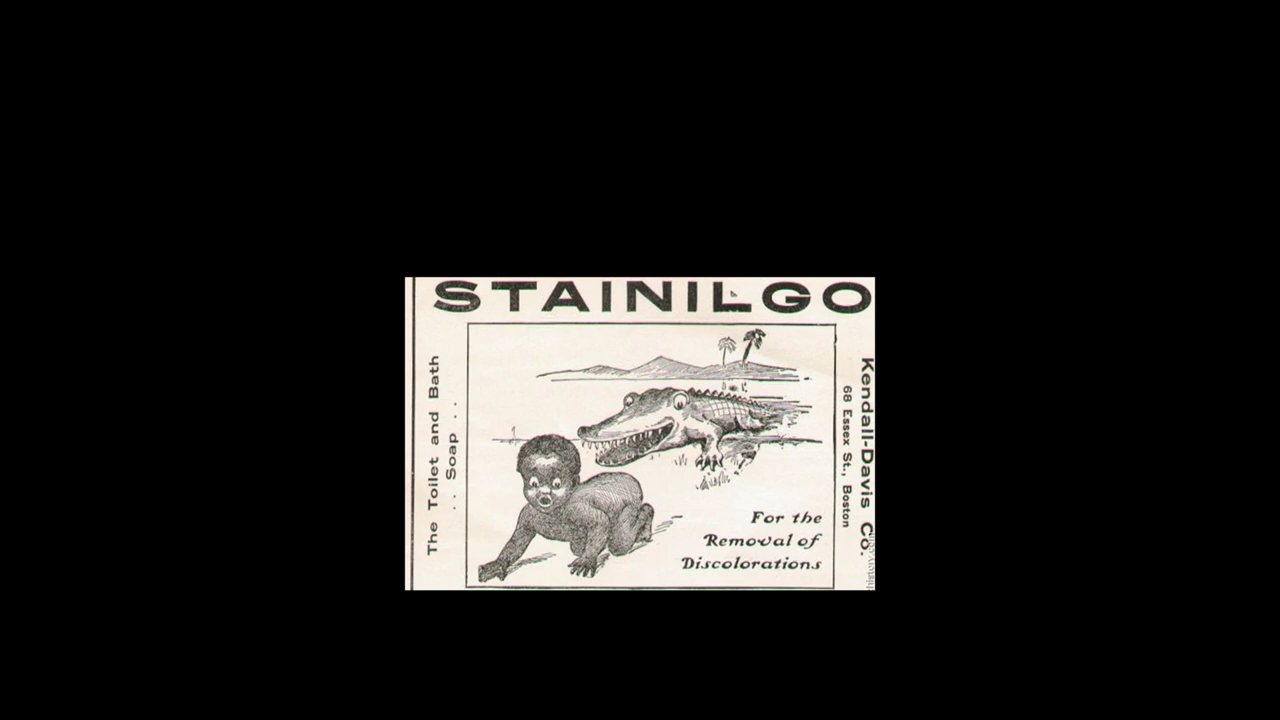 STAINILGO
The Toilet and Bath
. . Soap . .
For the
Removal of
Discolorations
Kendall-Davis Co.
68 Essex St., Boston